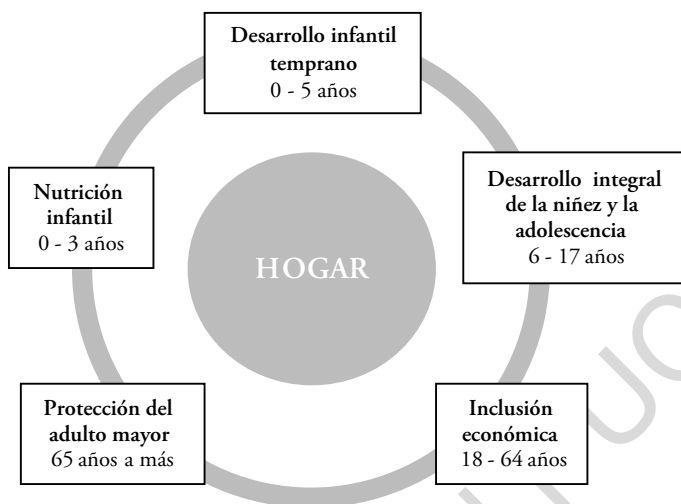 Desarrollo infantil
temprano
0 - 5 años
Nutrición
infantil
0 - 3 años
HOGAR
Desarrollo integral
de la niñez y la
adolescencia
6 - 17 años
Protección del
adulto mayor
65 años a más
Inclusión
económica
18 - 64 años